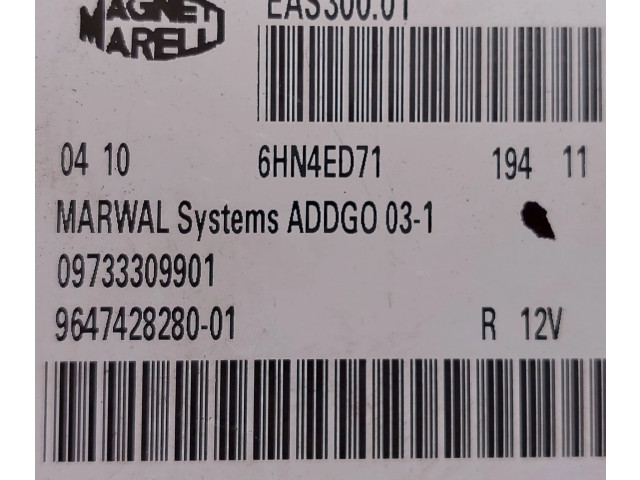 MAGNETI
MARELLI
EAS300.01
04 10 6HN4ED71 194 11
MARWAL Systems ADDGO 03-1
09733309901
9647428280-01 R 12V